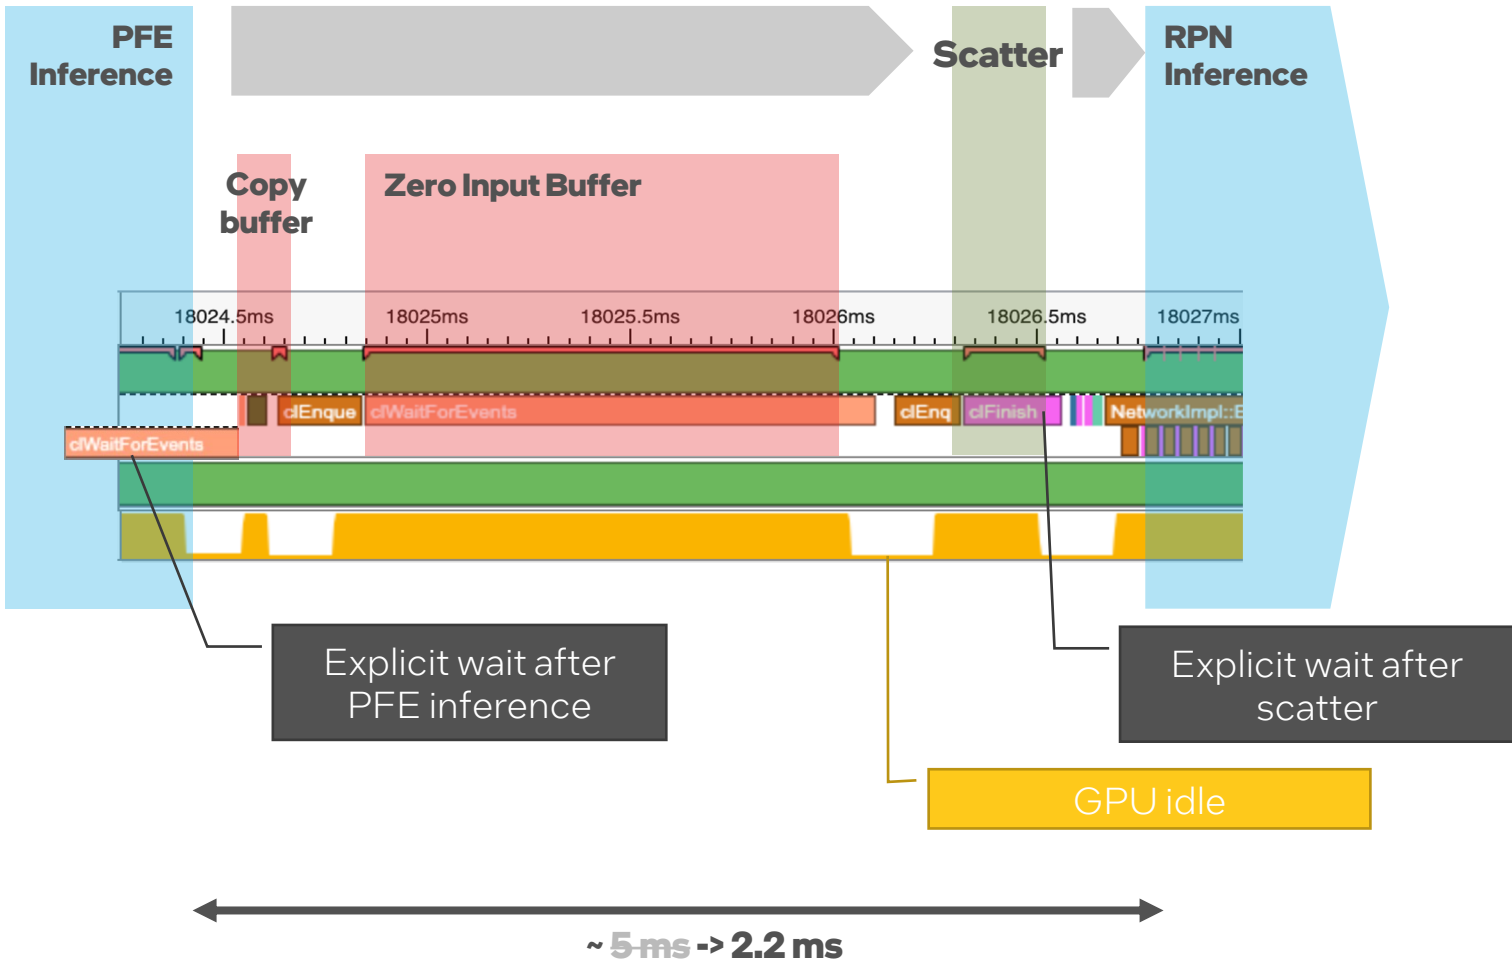 PFE
Inference
Scatter
RPN
Inference
Copy
buffer
Zero Input Buffer
18024.5ms
18025ms
18025.5ms
18026ms
18026.5ms
18027ms
clEnque
clWaitForEvents
clEnq
clFinish
NetworkImpl::E
clWaitForEvents
Explicit wait after
PFE inference
Explicit wait after
scatter
GPU idle
~ 5 ms -> 2.2 ms